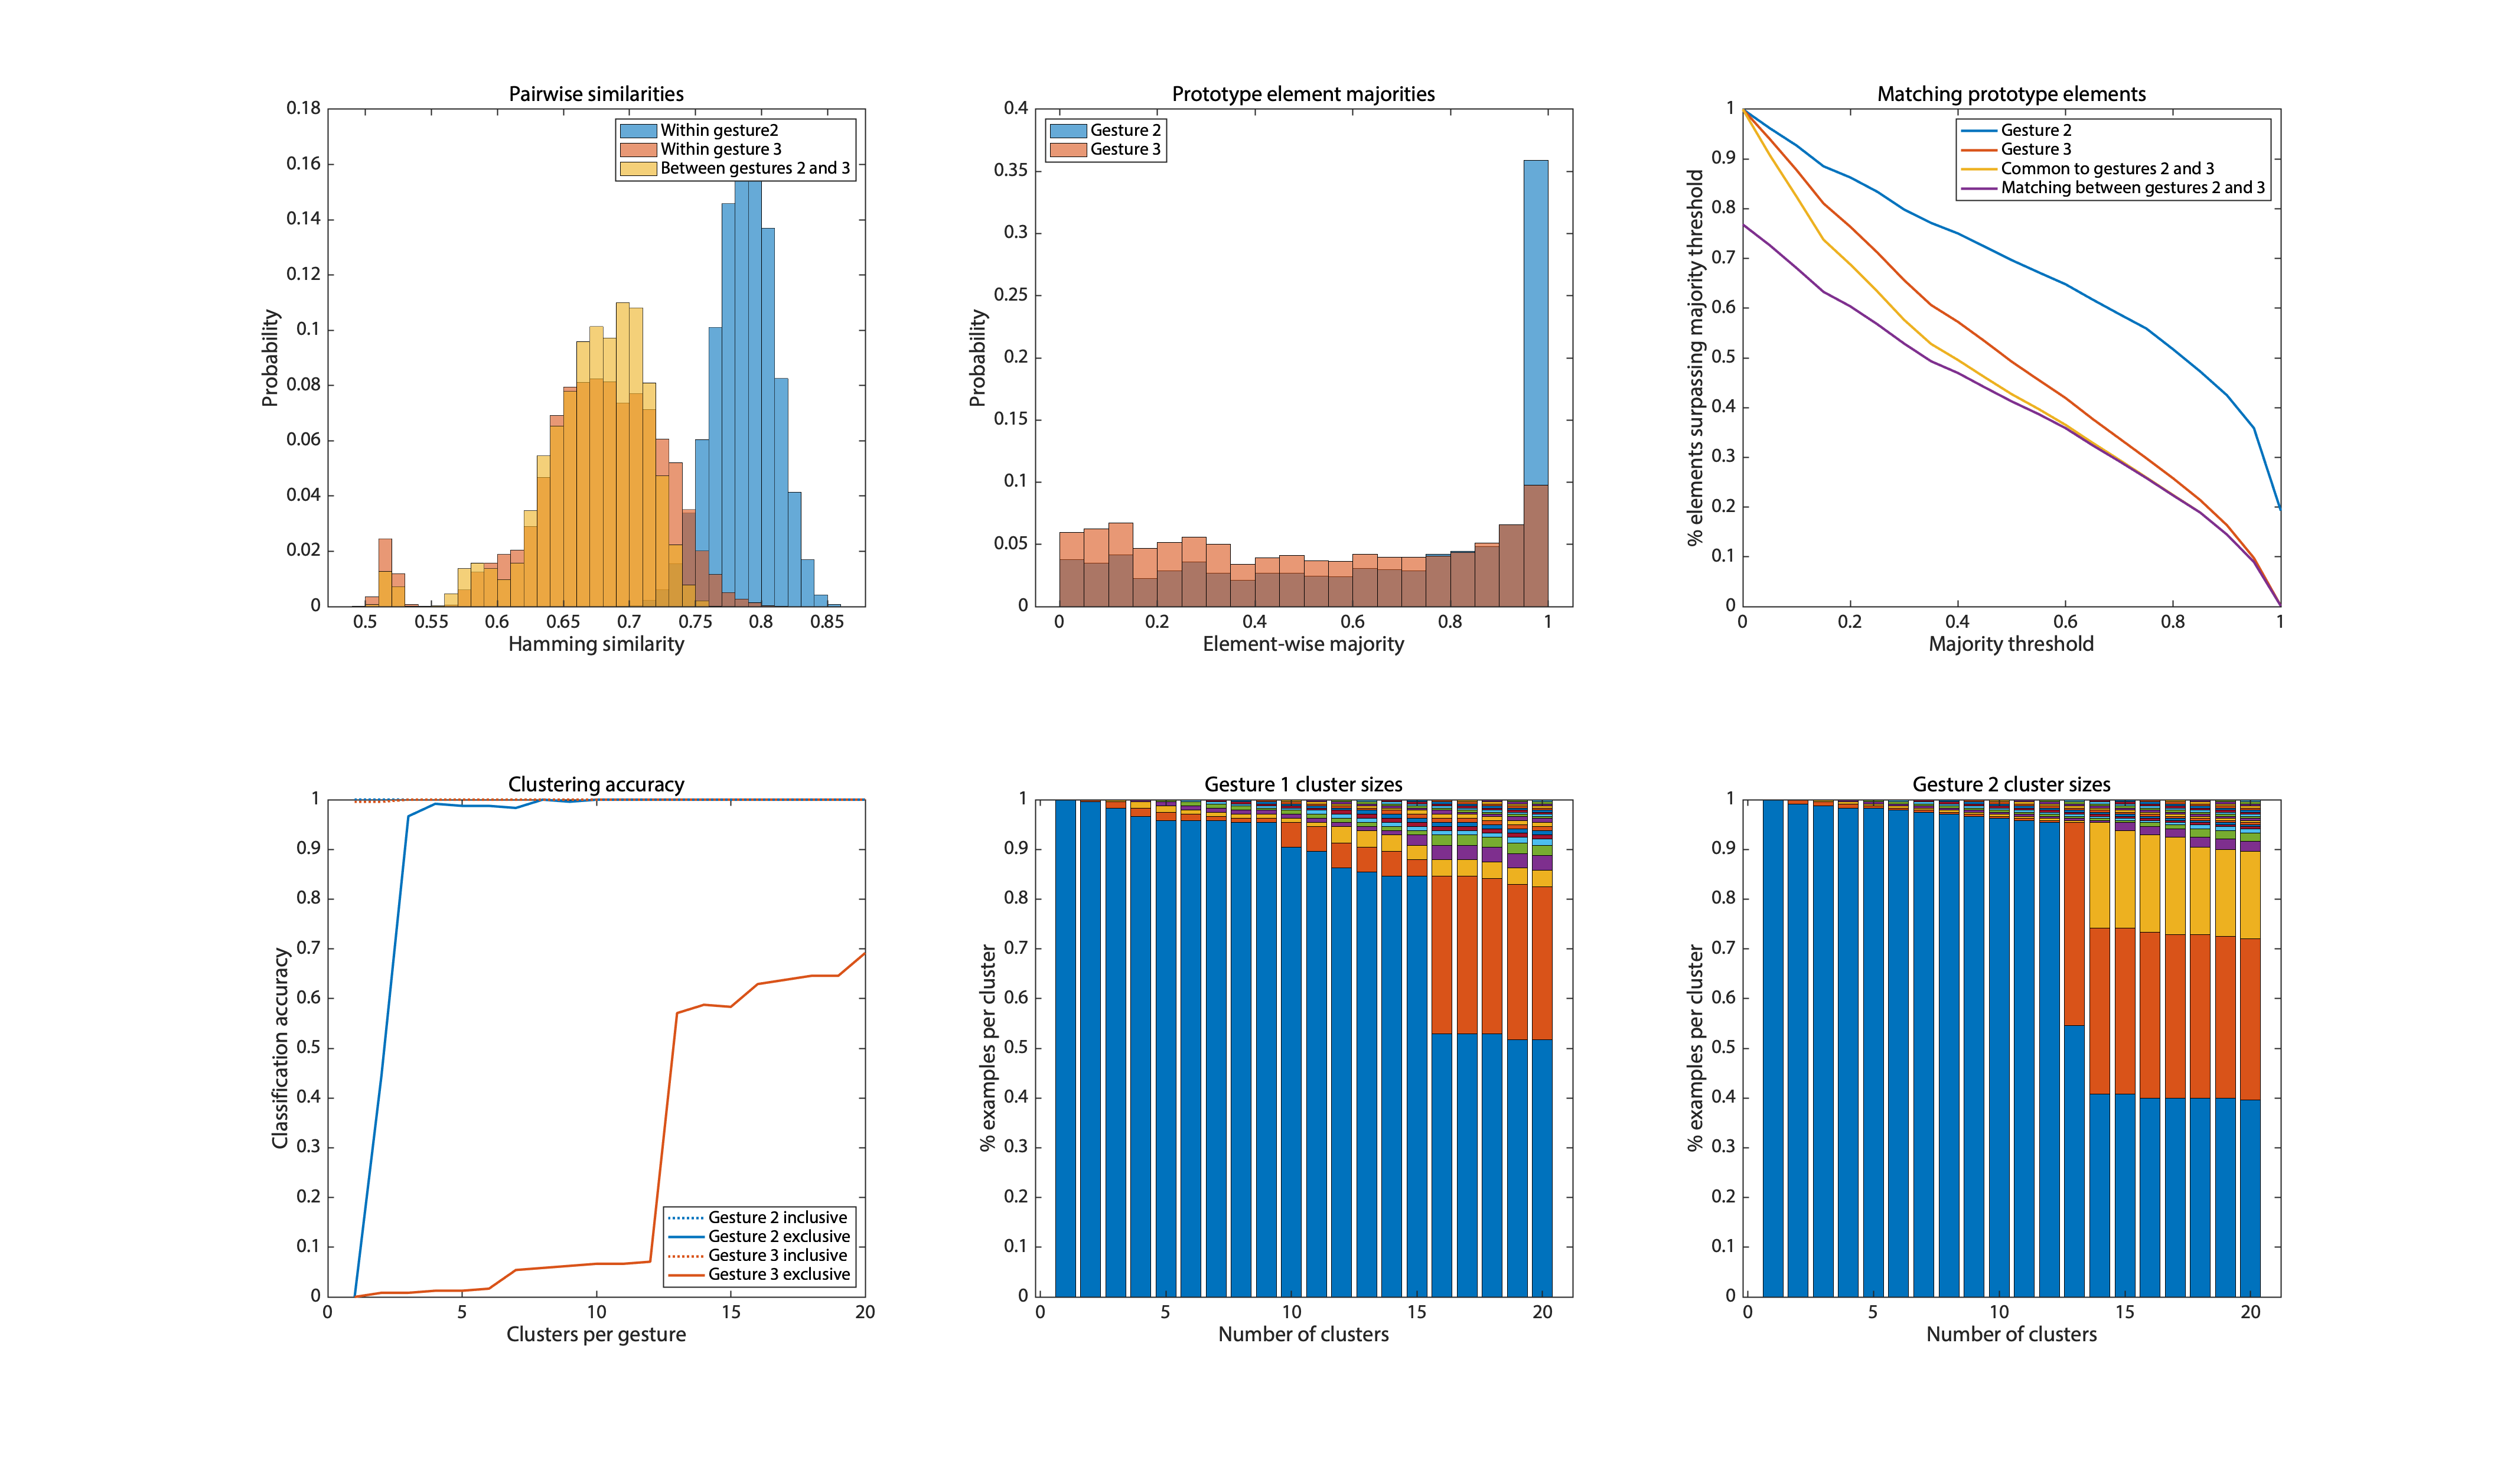 Pairwise similarities
0.18
0.16
0.14
0.12
0.1
0.08
0.06
0.04
0.02
0
Probability
Within gesture2
Within gesture 3
Between gestures 2 and 3
0.5 0.55 0.6 0.65 0.7 0.75 0.8 0.85
Hamming similarity
Prototype element majorities
0.4
0.35
0.3
0.25
0.2
0.15
0.1
0.05
0
Probability
Gesture 2
Gesture 3
0 0.2 0.4 0.6 0.8 1
Element-wise majority
Matching prototype elements
1
0.9
0.8
0.7
0.6
0.5
0.4
0.3
0.2
0.1
0
% elements surpassing majority threshold
Gesture 2
Gesture 3
Common to gestures 2 and 3
Matching between gestures 2 and 3
0 0.2 0.4 0.6 0.8 1
Majority threshold
Clustering accuracy
1
0.9
0.8
0.7
0.6
0.5
0.4
0.3
0.2
0.1
0
Classification accuracy
Gesture 2 inclusive
Gesture 2 exclusive
Gesture 3 inclusive
Gesture 3 exclusive
0 5 10 15 20
Clusters per gesture
Gesture 1 cluster sizes
1
0.9
0.8
0.7
0.6
0.5
0.4
0.3
0.2
0.1
0
% examples per cluster
0 5 10 15 20
Number of clusters
Gesture 2 cluster sizes
1
0.9
0.8
0.7
0.6
0.5
0.4
0.3
0.2
0.1
0
% examples per cluster
0 5 10 15 20
Number of clusters